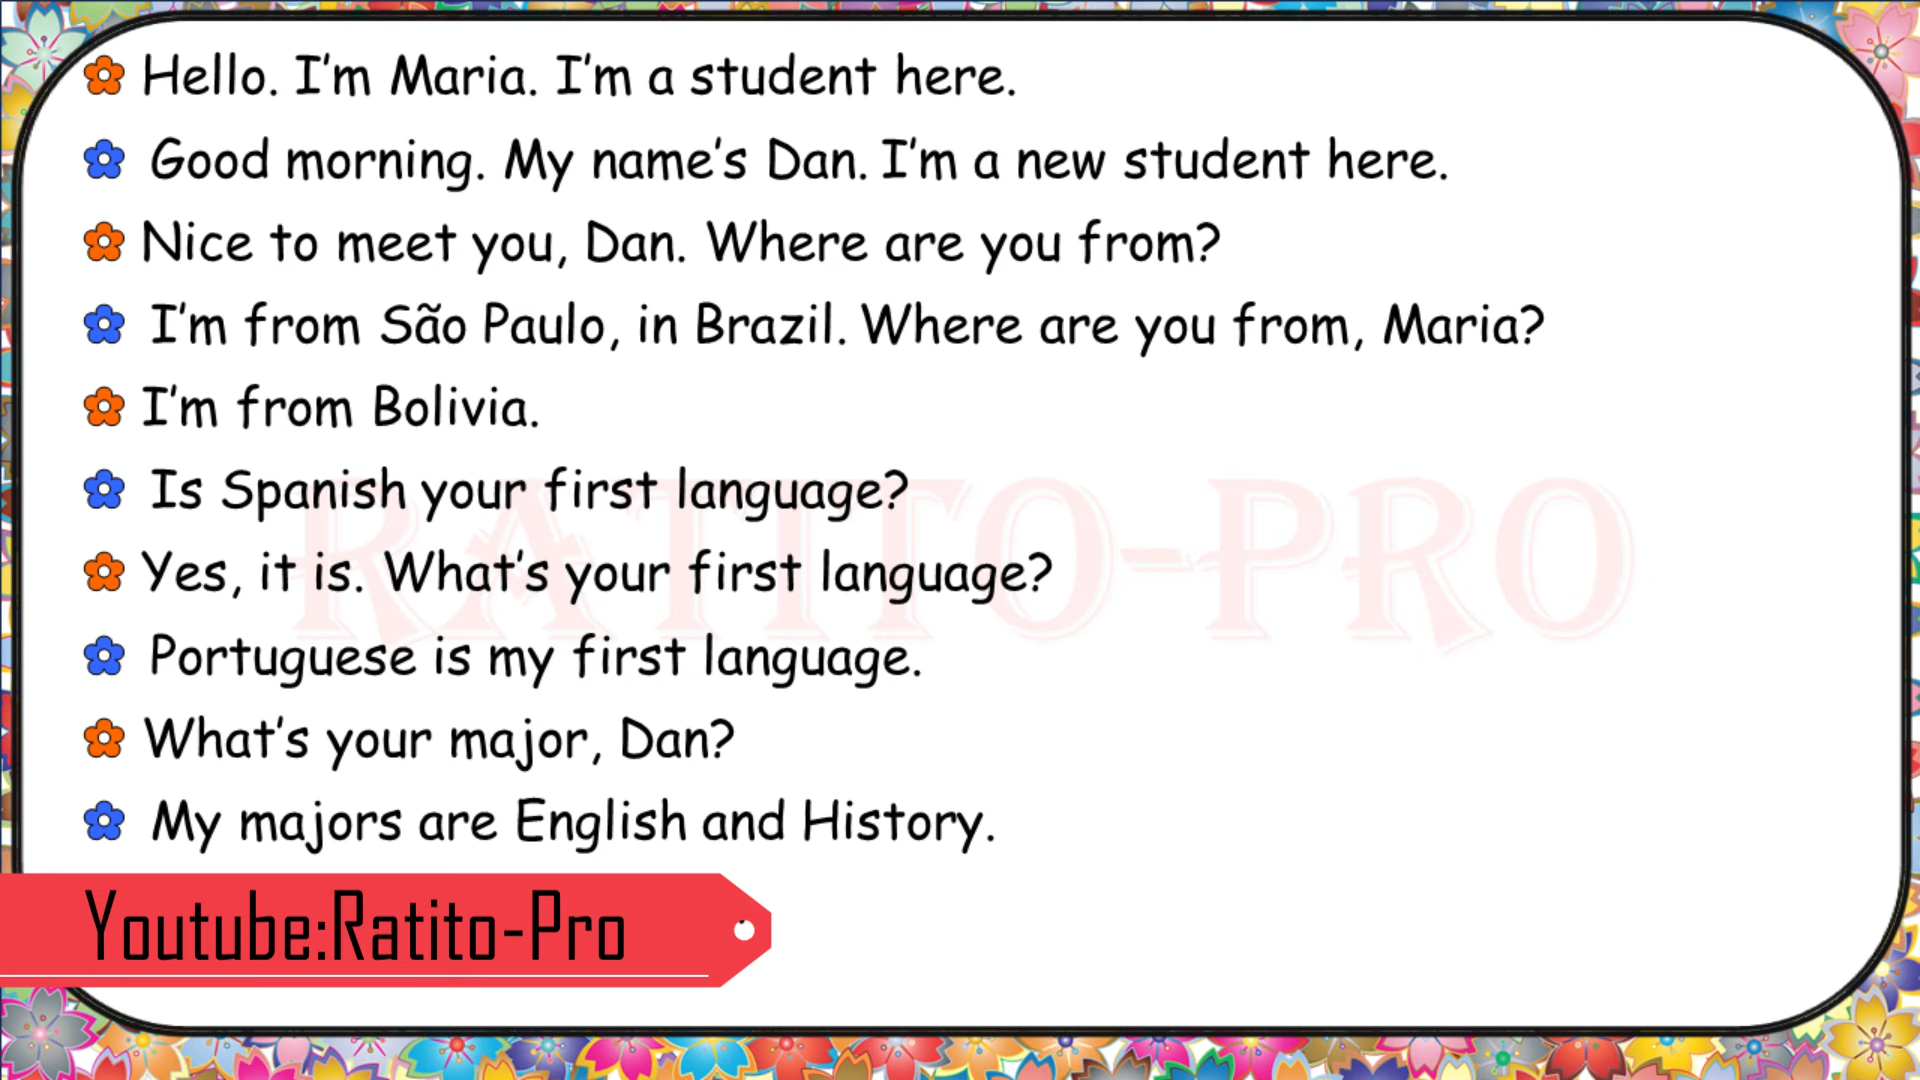 Hello. I'm Maria. I'm a student here.
Good morning. My name's Dan. I'm a new student here.
Nice to meet you, Dan. Where are you from?
I'm from São Paulo, in Brazil. Where are you from, Maria?
I'm from Bolivia.
Is Spanish your first language?
Yes, it is. What's your first language?
Portuguese is my first language.
What's your major, Dan?
My majors are English and History.
RATITO-PRO
Youtube:Ratito-Pro